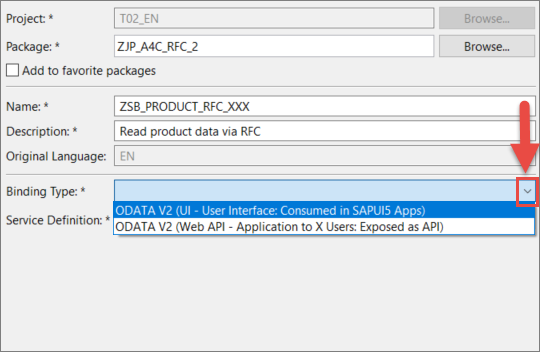 Project: * T02_EN Browse...
Package: * ZJP_A4C_RFC_2 Browse...
Add to favorite packages
Name: * ZSB_PRODUCT_RFC_XXX
Description: * Read product data via RFC
Original Language: EN
Binding Type: *
ODATA V2 (UI - User Interface: Consumed in SAPUI5 Apps)
Service Definition: * ODATA V2 (Web API - Application to X Users: Exposed as API)